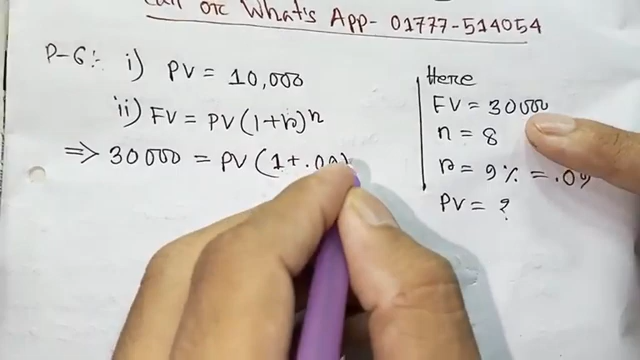 Call or What's App- 01777-514054
P-6:- i) PV = 10,000
ii) FV = PV(1+r)ⁿ
⇒ 30000 = PV (1+.09)
Here
FV = 30000
n = 8
r = 9% = .09
PV = ?